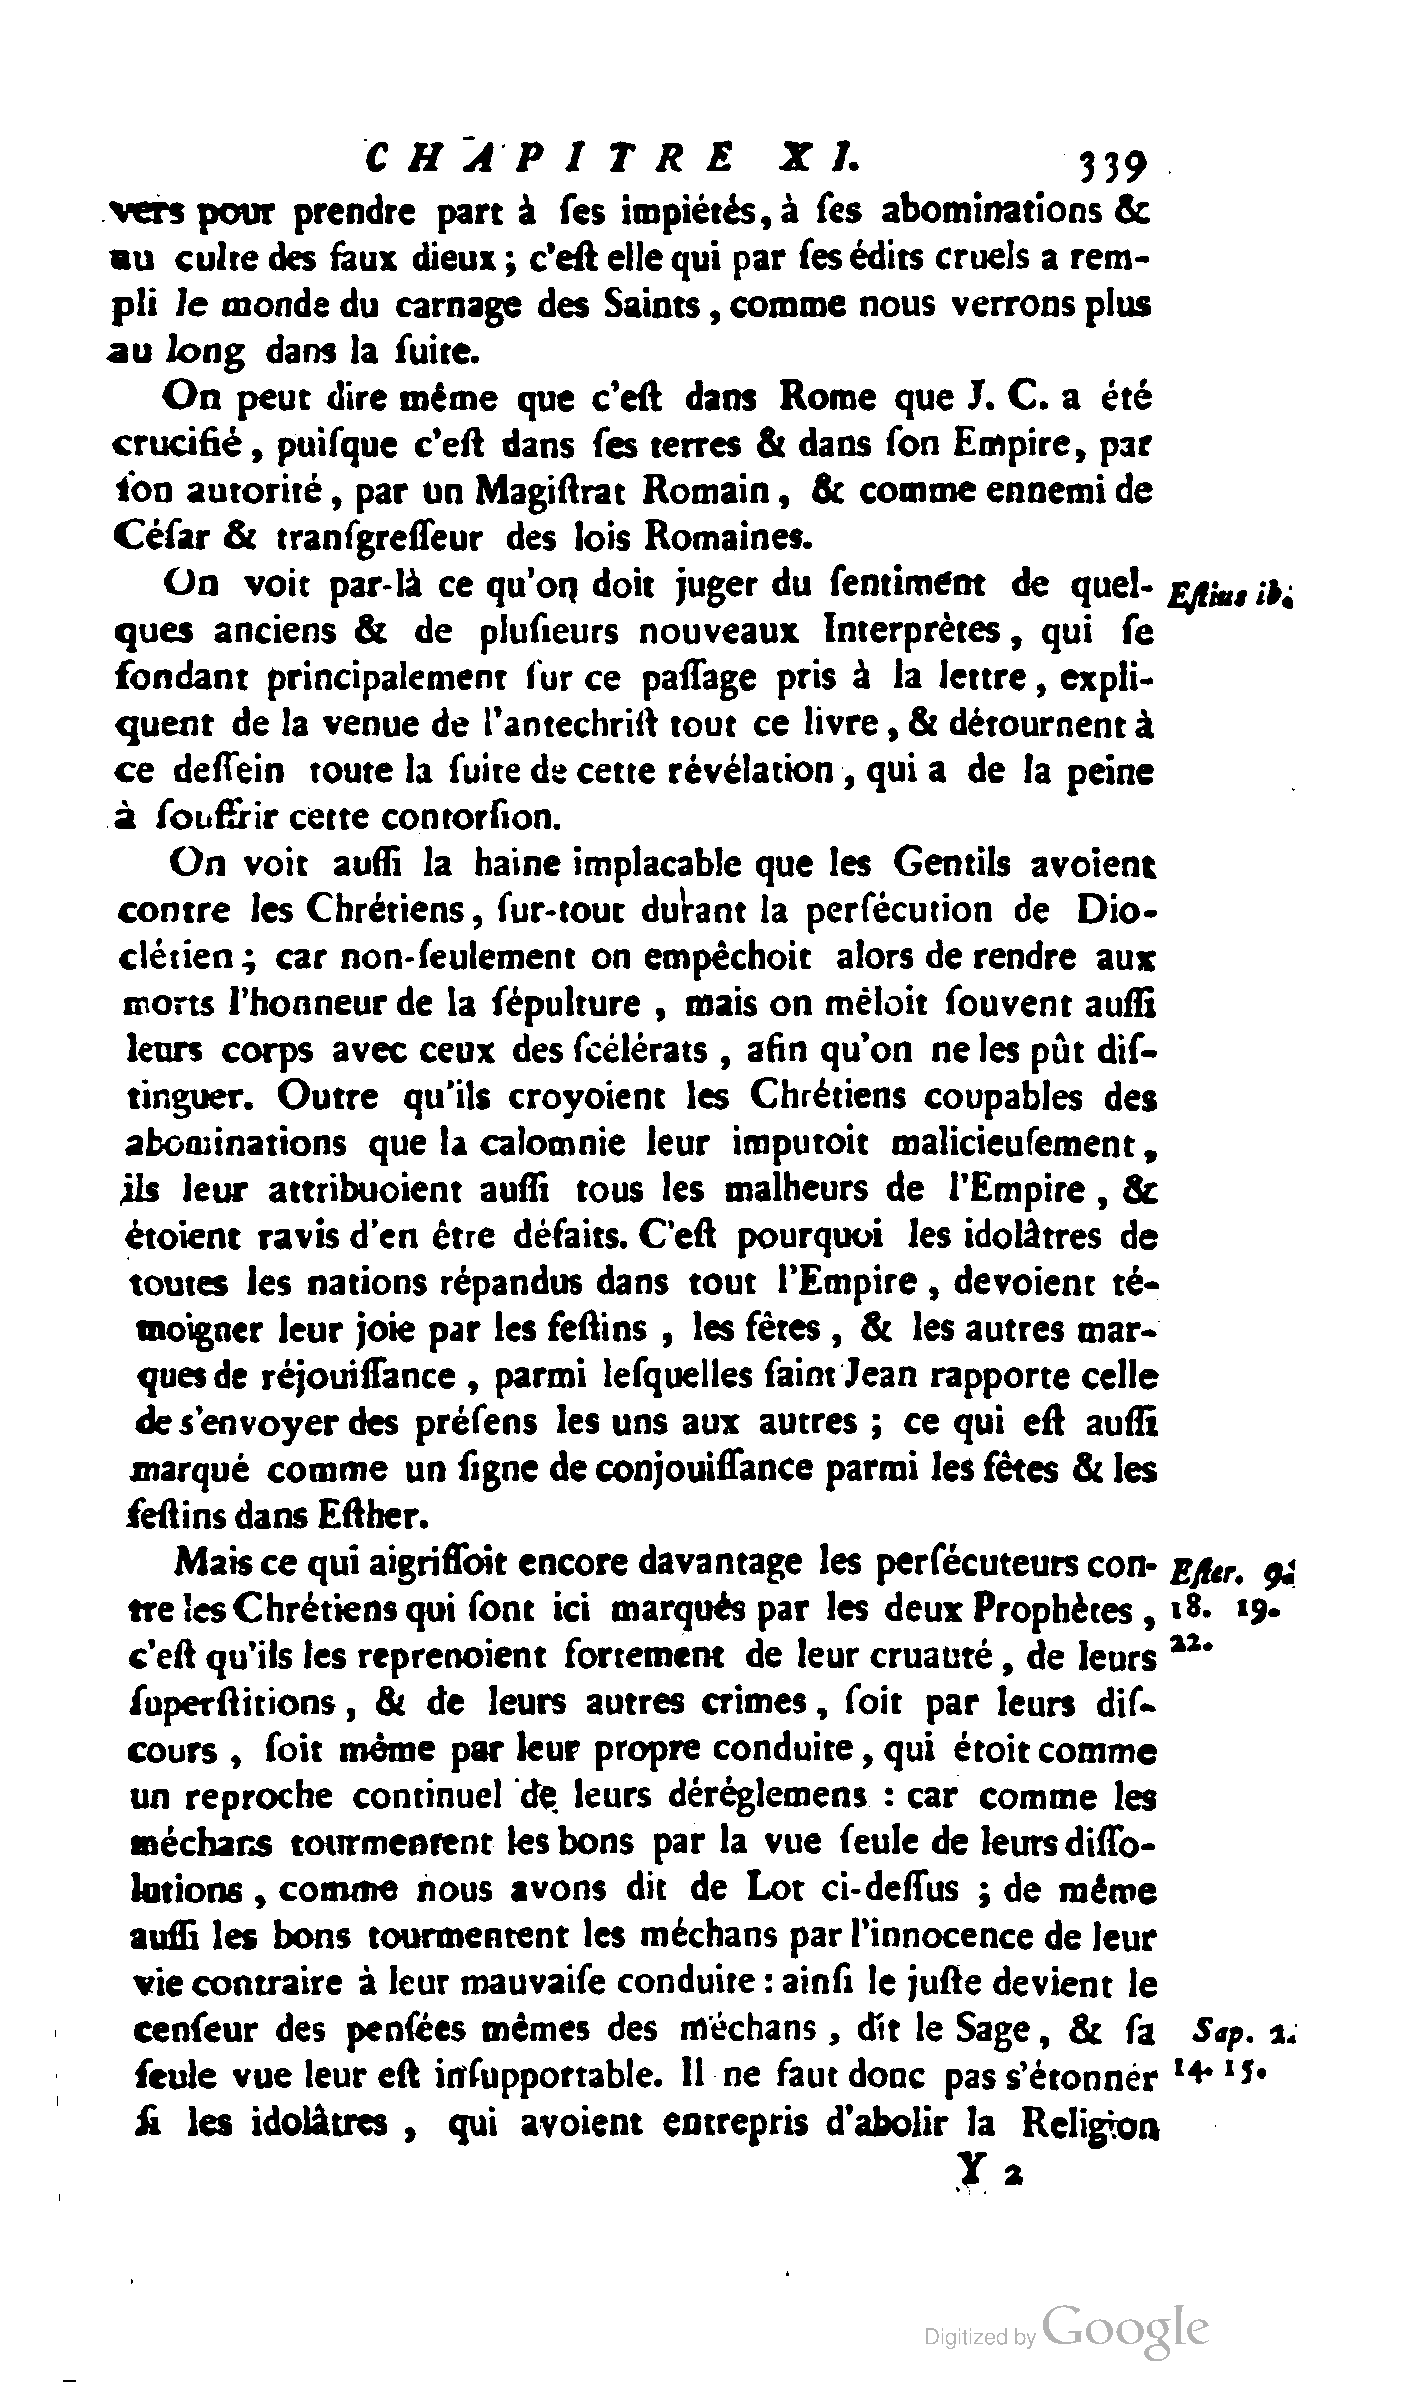 CHAPITRE XI. 339
vers pour prendre part à ſes impiétés, à ſes abominations &
au culte des faux dieux ; c'eſt elle qui par ſes édits cruels a rem-
pli le monde du carnage des Saints, comme nous verrons plus
au long dans la ſuite.
On peut dire même que c'eſt dans Rome que J. C. a été
crucifié, puiſque c'eſt dans ſes terres & dans ſon Empire, par
ſon autorité, par un Magiſtrat Romain, & comme ennemi de
Céſar & tranſgreſſeur des lois Romaines.
On voit par-là ce qu'on doit juger du ſentiment de quel- Eſtius ib.
ques anciens & de pluſieurs nouveaux Interprètes, qui ſe
fondant principalement ſur ce paſſage pris à la lettre, expli-
quent de la venue de l'antechriſt tout ce livre, & détournent à
ce deſſein toute la ſuite de cette révélation, qui a de la peine
à ſouffrir cette contorſion.
On voit auſſi la haine implacable que les Gentils avoient
contre les Chrétiens, ſur-tout durant la perſécution de Dio-
clétien ; car non-ſeulement on empêchoit alors de rendre aux
morts l'honneur de la ſépulture, mais on mêloit ſouvent auſſi
leurs corps avec ceux des ſcélérats, afin qu'on ne les pût diſ-
tinguer. Outre qu'ils croyoient les Chrétiens coupables des
abominations que la calomnie leur imputoit malicieuſement,
ils leur attribuoient auſſi tous les malheurs de l'Empire, &
étoient ravis d'en être défaits. C'eſt pourquoi les idolâtres de
toutes les nations répandus dans tout l'Empire, devoient té-
moigner leur joie par les feſtins, les fêtes, & les autres mar-
ques de réjouiſſance, parmi leſquelles ſaint Jean rapporte celle
de s'envoyer des préſens les uns aux autres ; ce qui eſt auſſi
marqué comme un ſigne de conjouiſſance parmi les fêtes & les
feſtins dans Eſther.
Mais ce qui aigriſſoit encore davantage les perſécuteurs con- Eſter. 9.
tre les Chrétiens qui ſont ici marqués par les deux Prophètes, 18. 19.
c'eſt qu'ils les reprenoient fortement de leur cruauté, de leurs 22.
ſuperſtitions, & de leurs autres crimes, ſoit par leurs diſ-
cours, ſoit même par leur propre conduite, qui étoit comme
un reproche continuel de leurs déréglemens : car comme les
méchans tourmentent les bons par la vue ſeule de leurs diſſo-
lutions, comme nous avons dit de Lot ci-deſſus ; de même
auſſi les bons tourmentent les méchans par l'innocence de leur
vie contraire à leur mauvaiſe conduite : ainſi le juſte devient le
cenſeur des penſées mêmes des méchans, dit le Sage, & ſa Sap. 2.
ſeule vue leur eſt inſupportable. Il ne faut donc pas s'étonner 14. 15.
ſi les idolâtres, qui avoient entrepris d'abolir la Religion
Y 2
Digitized by Google